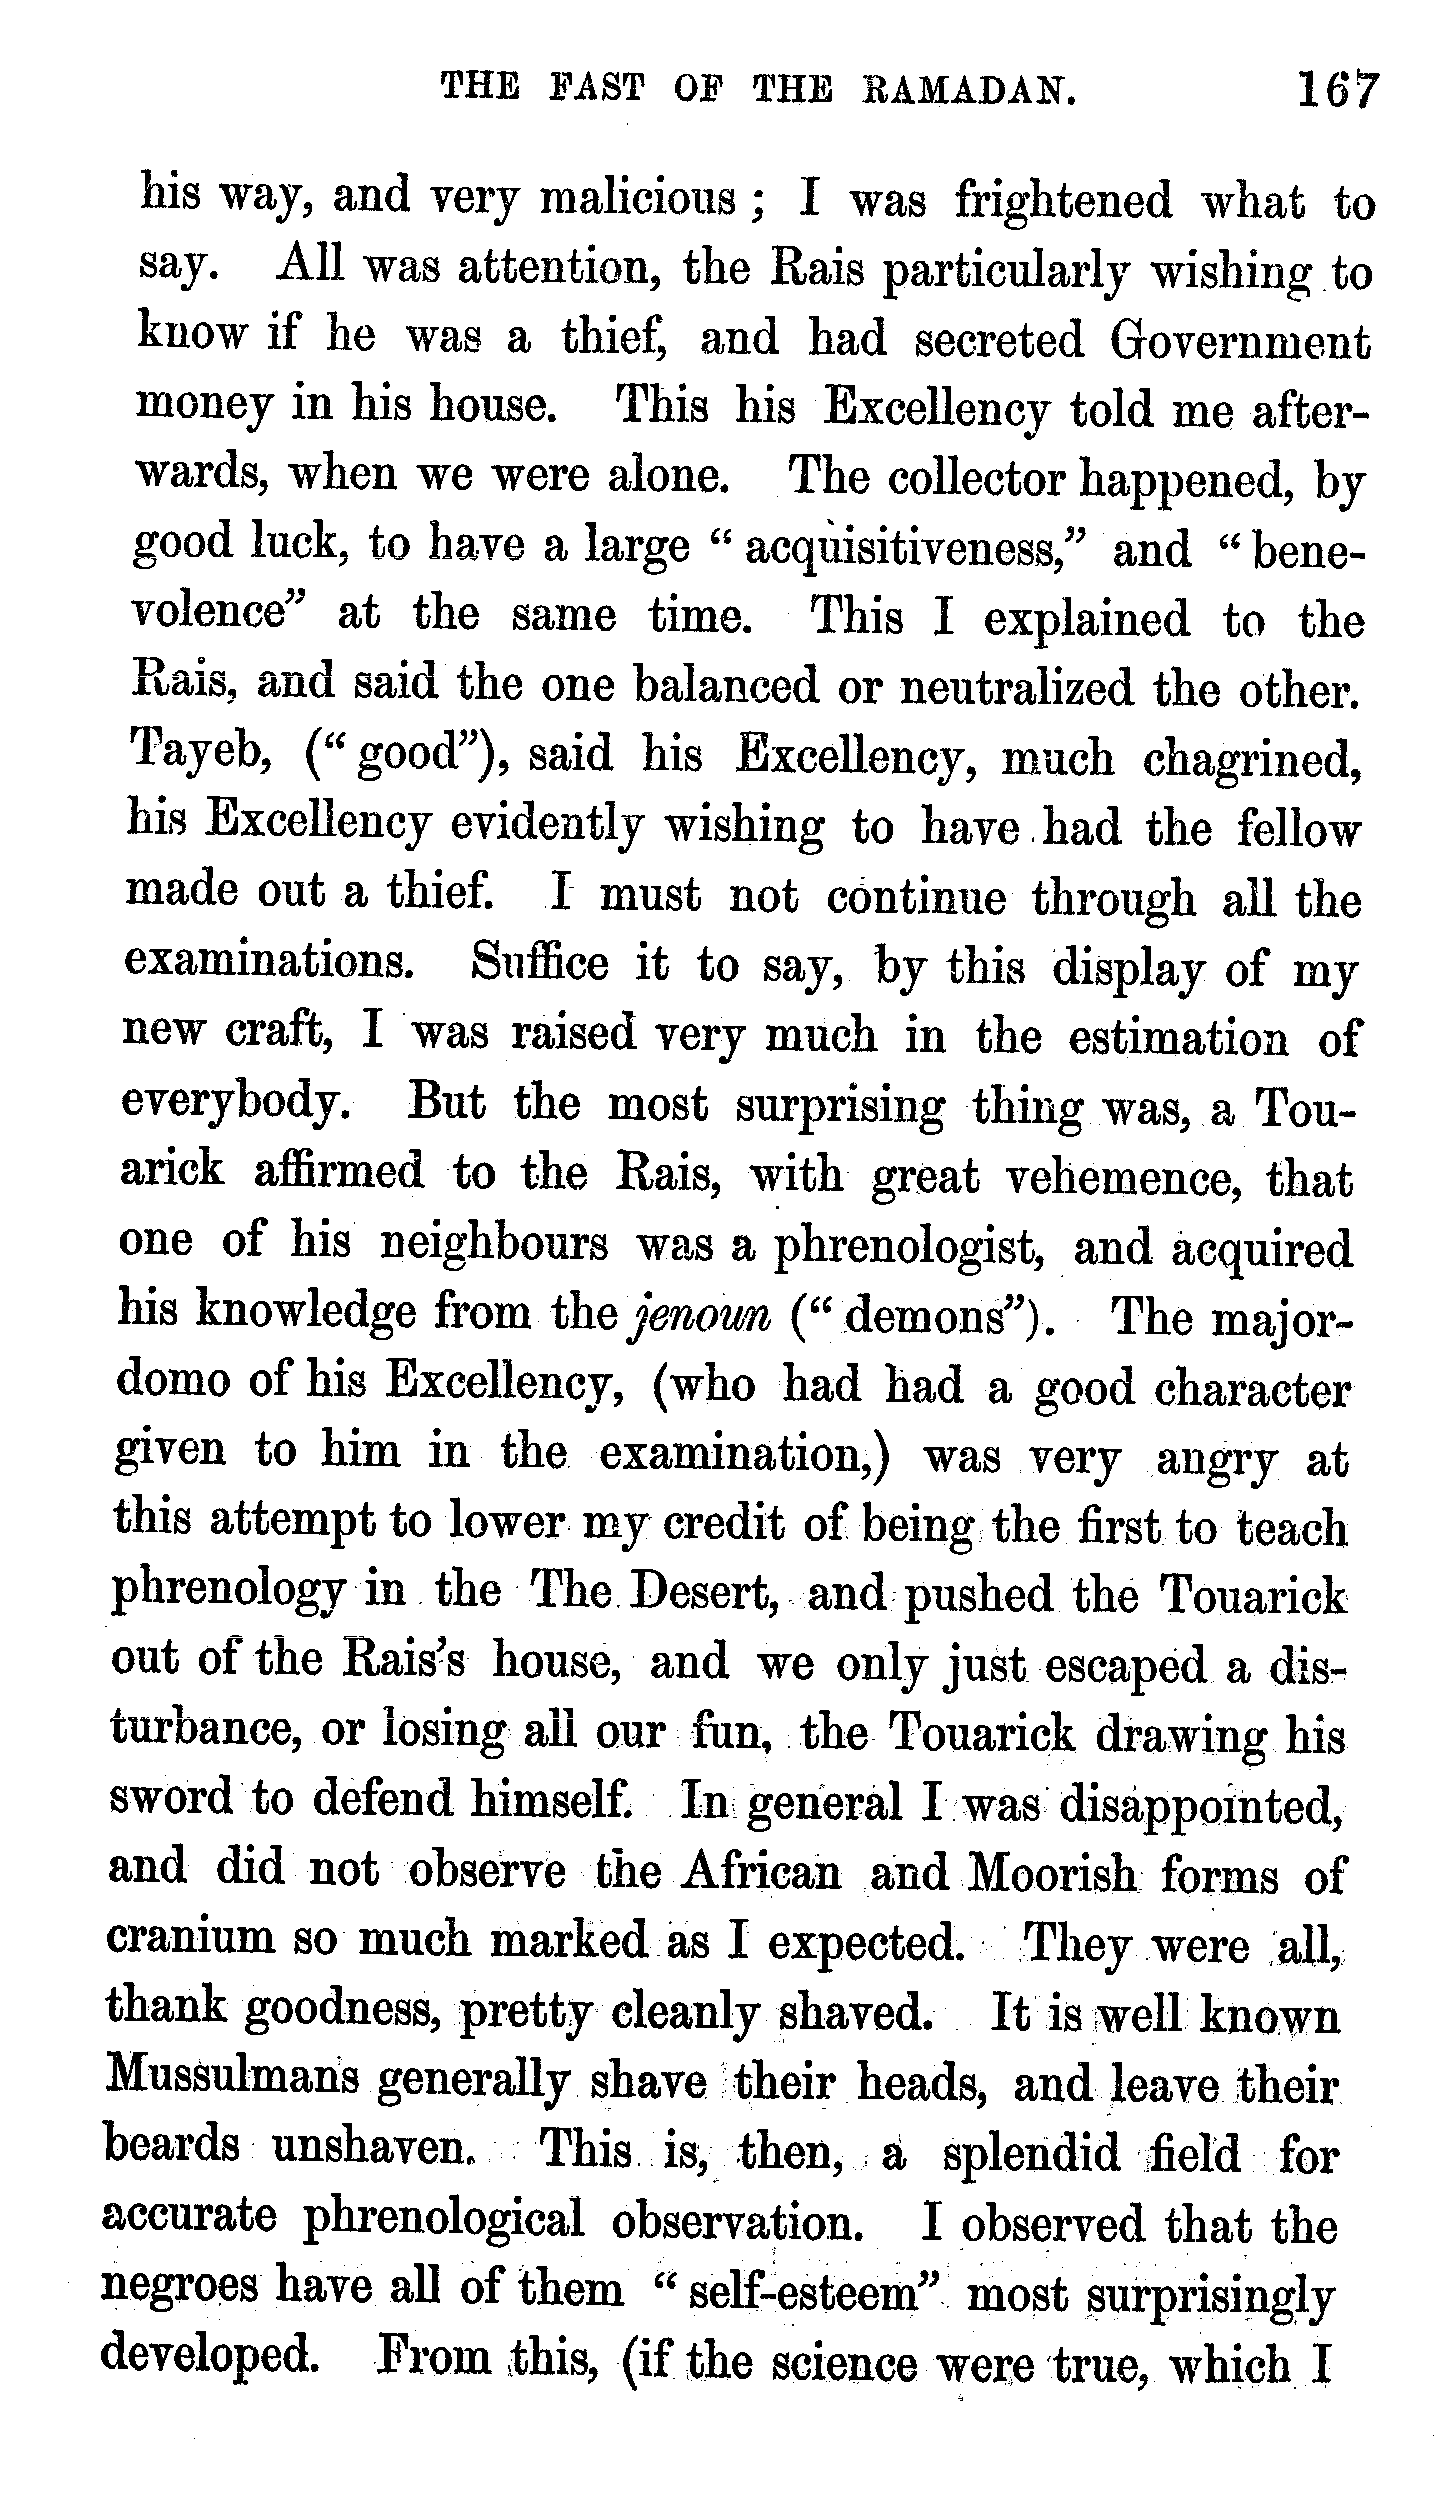 THE FAST OF THE RAMADAN. 167
his way, and very malicious; I was frightened what to
say. All was attention, the Rais particularly wishing to
know if he was a thief, and had secreted Government
money in his house. This his Excellency told me after-
wards, when we were alone. The collector happened, by
good luck, to have a large “acquisitiveness,” and “bene-
volence” at the same time. This I explained to the
Rais, and said the one balanced or neutralized the other.
Tayeb, (“good”), said his Excellency, much chagrined,
his Excellency evidently wishing to have had the fellow
made out a thief. I must not continue through all the
examinations. Suffice it to say, by this display of my
new craft, I was raised very much in the estimation of
everybody. But the most surprising thing was, a Tou-
arick affirmed to the Rais, with great vehemence, that
one of his neighbours was a phrenologist, and acquired
his knowledge from the jenoun (“demons”). The major-
domo of his Excellency, (who had had a good character
given to him in the examination,) was very angry at
this attempt to lower my credit of being the first to teach
phrenology in the The Desert, and pushed the Touarick
out of the Rais’s house, and we only just escaped a dis-
turbance, or losing all our fun, the Touarick drawing his
sword to defend himself. In general I was disappointed,
and did not observe the African and Moorish forms of
cranium so much marked as I expected. They were all,
thank goodness, pretty cleanly shaved. It is well known
Mussulmans generally shave their heads, and leave their
beards unshaven. This is, then, a splendid field for
accurate phrenological observation. I observed that the
negroes have all of them “self-esteem” most surprisingly
developed. From this, (if the science were true, which I